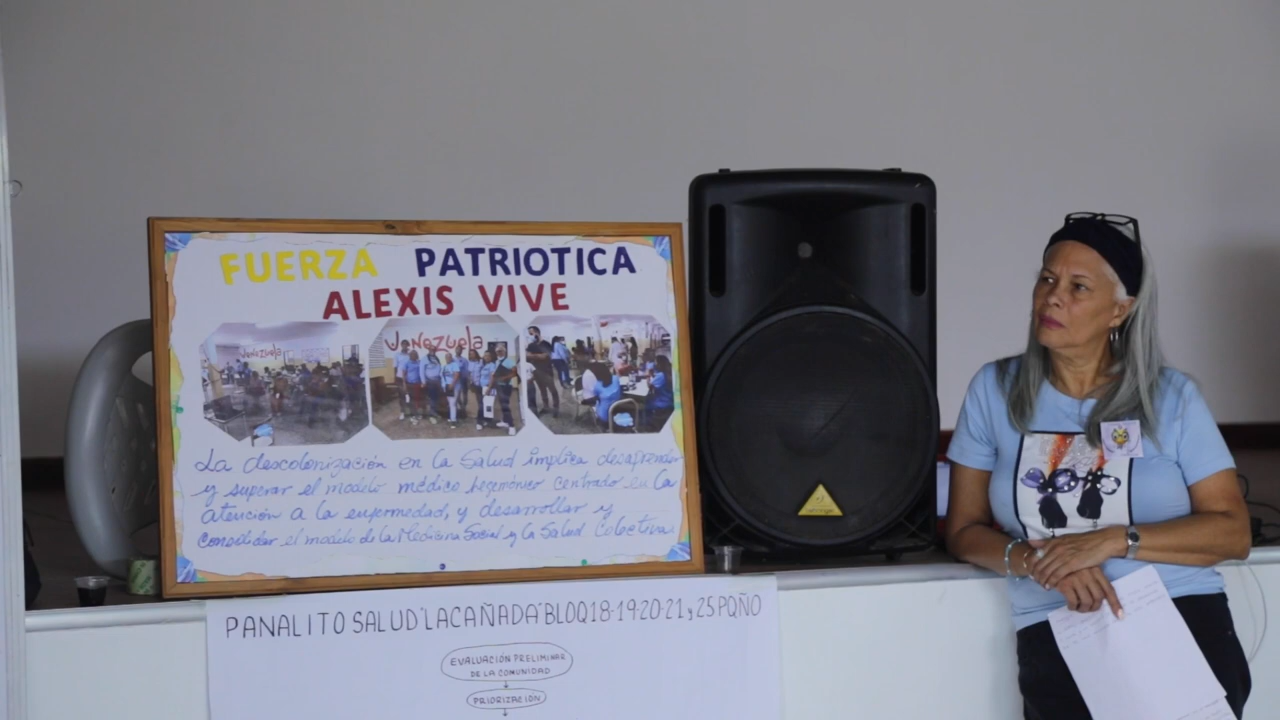 FUERZA PATRIOTICA
ALEXIS VIVE
Venezuela
Venezuela
La descolonización en la Salud implica desaprender
y superar el modelo médico hegemónico centrado en la
atención a la enfermedad, y desarrollar y
consolidar el modelo de la Medicina Social y la Salud Colectiva.
PANALITO SALUD "LA CAÑADA" BLOQ 18-19-20-21 y 25 PQÑO
EVALUACIÓN PRELIMINAR
DE LA COMUNIDAD
PRIORIZACIÓN